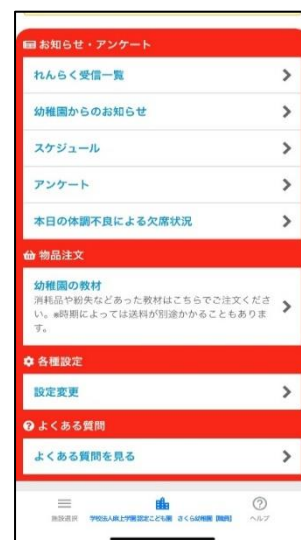 お知らせ・アンケート
れんらく受信一覧
幼稚園からのお知らせ
スケジュール
アンケート
本日の体調不良による欠席状況
物品注文
幼稚園の教材
消耗品や紛失などあった教材はこちらでご注文くださ
い。※時期によっては送料が別途かかることもありま
す。
各種設定
設定変更
よくある質問
よくある質問を見る
施設選択
ヘルプ